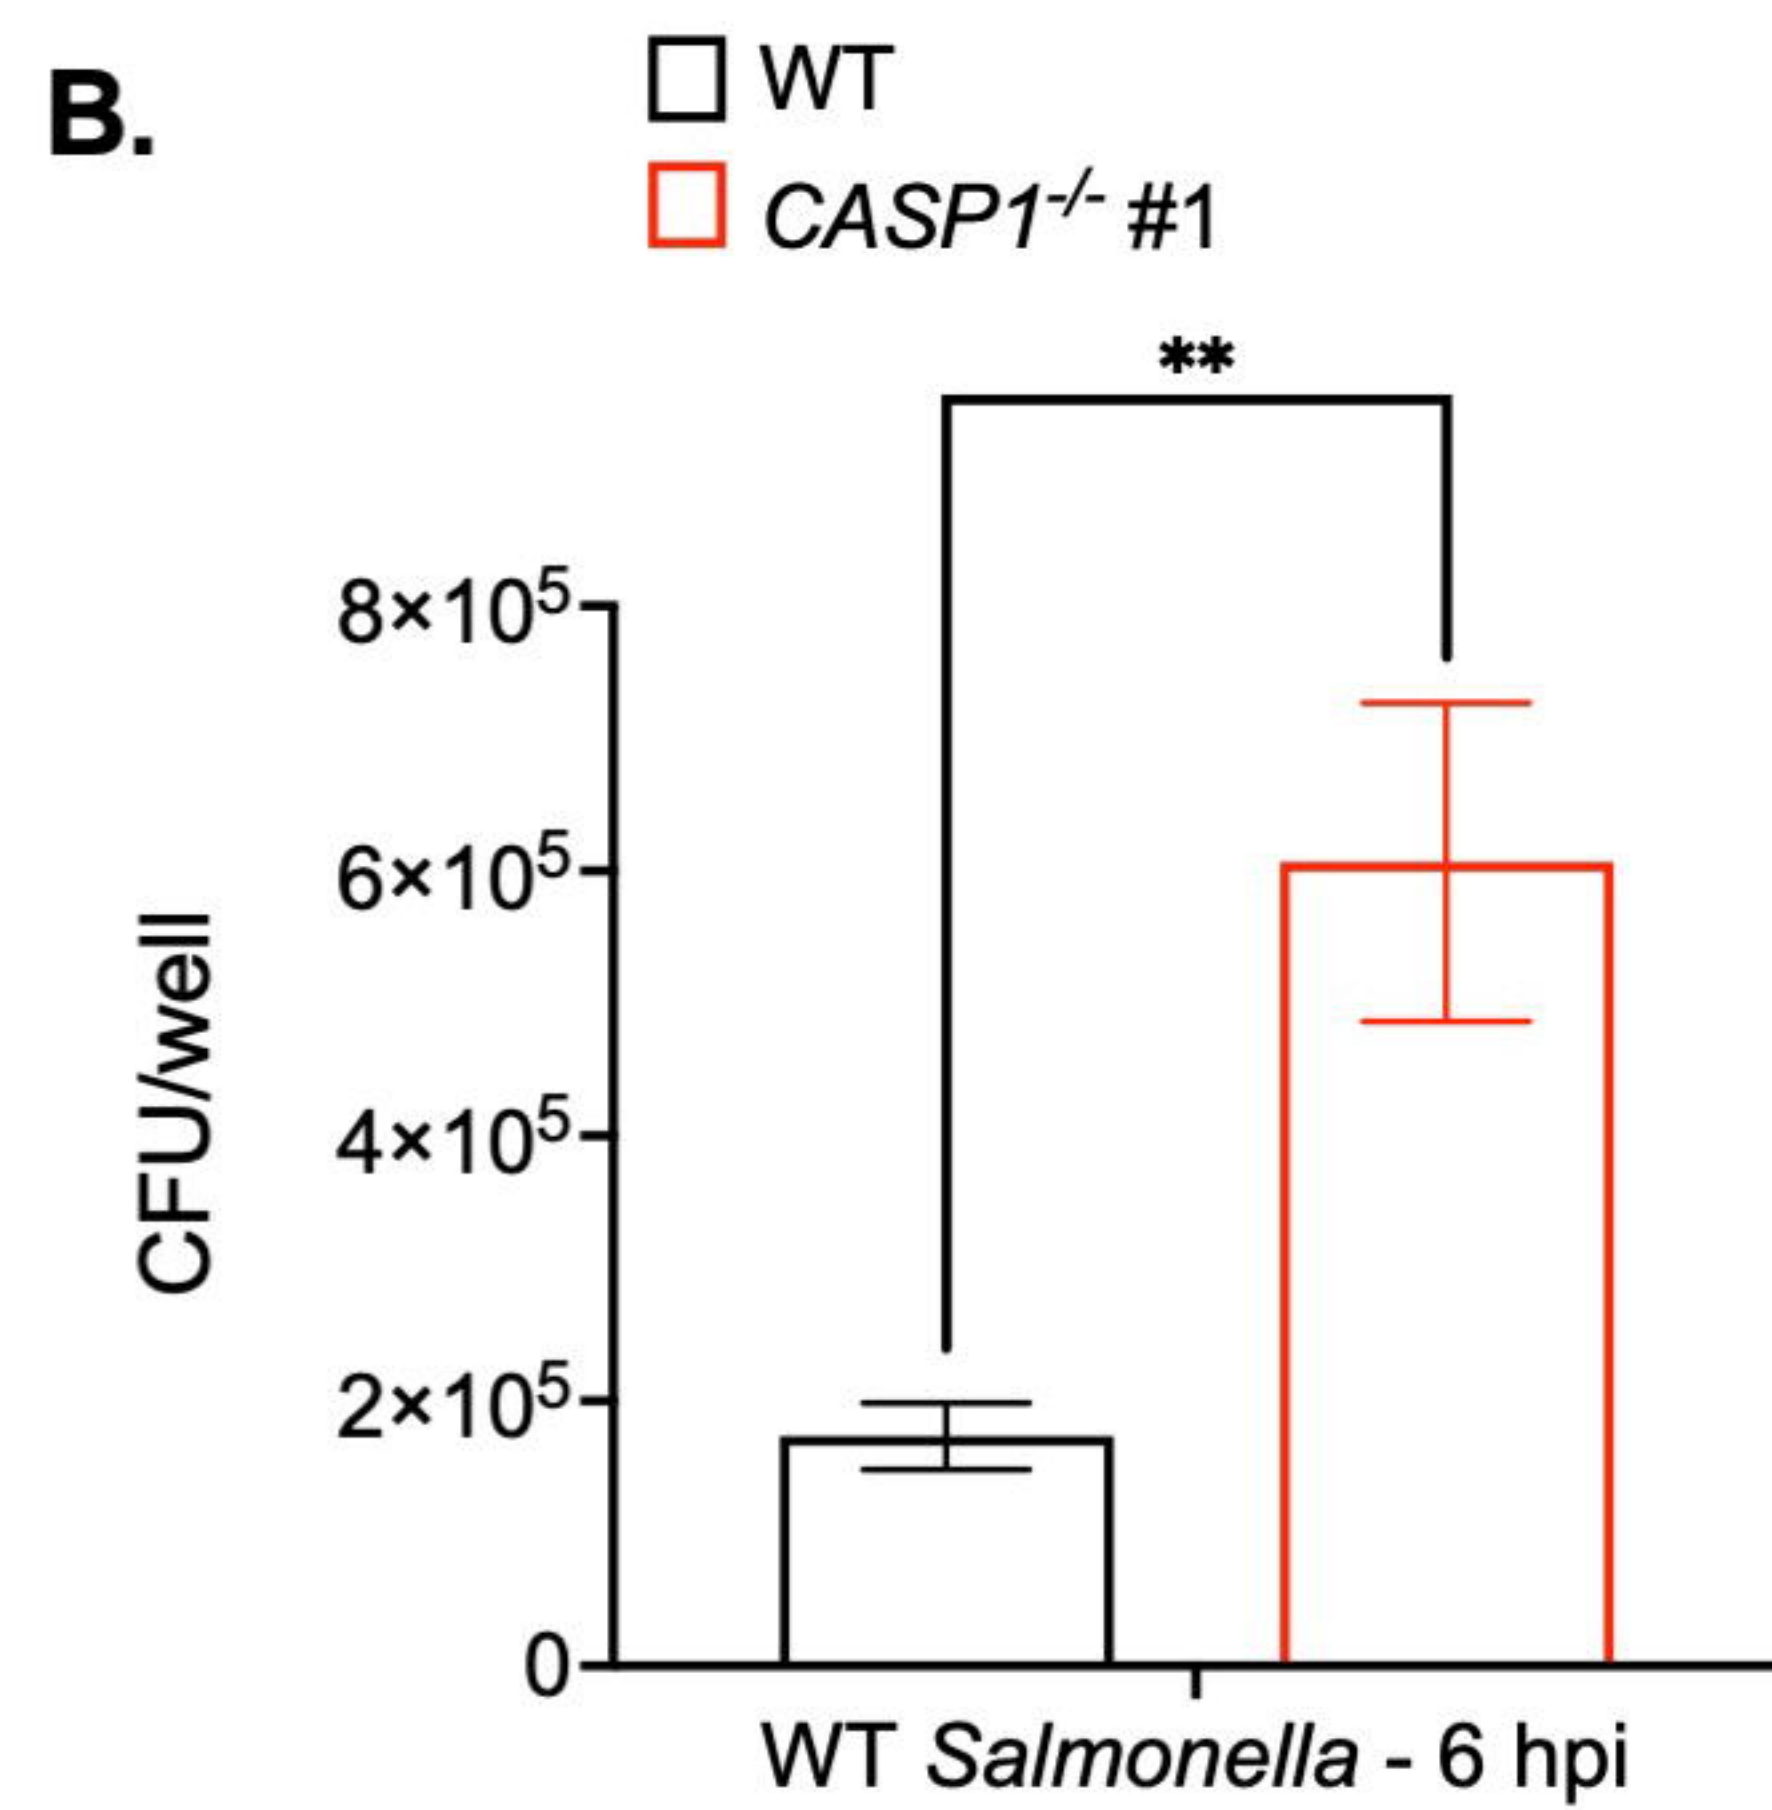 B.
WT
CASP1⁻/⁻ #1
**
8×10⁵
6×10⁵
4×10⁵
2×10⁵
0
CFU/well
WT Salmonella - 6 hpi